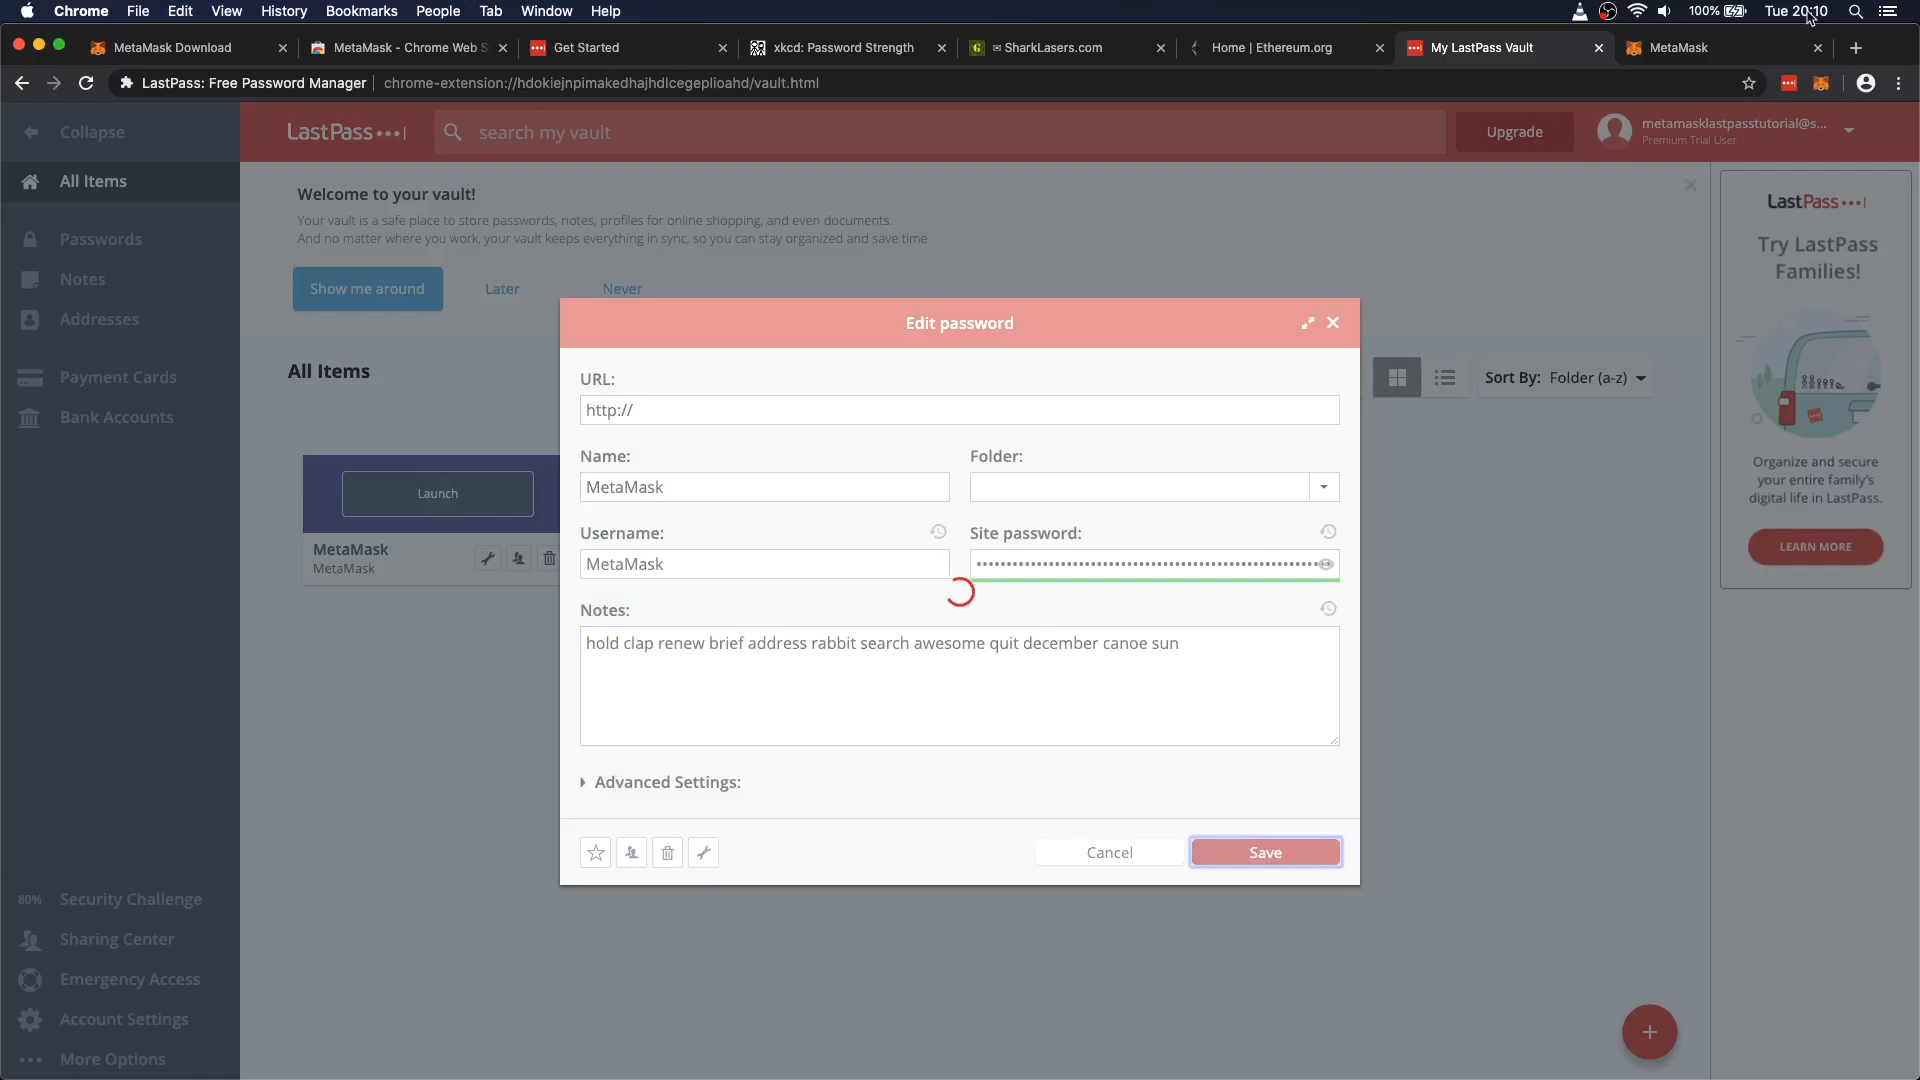 Chrome File Edit View History Bookmarks People Tab Window Help 100% Tue 20:10
MetaMask Download MetaMask - Chrome Web S Get Started xkcd: Password Strength SharkLasers.com Home | Ethereum.org My LastPass Vault MetaMask
LastPass: Free Password Manager chrome-extension://hdokiejnpimakedhajhdlcegeplioahd/vault.html
Collapse
LastPass
search my vault
Upgrade
metamasklastpasstutorial@s...
Premium Trial User
All Items
Passwords
Notes
Addresses
Payment Cards
Bank Accounts
80% Security Challenge
Sharing Center
Emergency Access
Account Settings
More Options
Welcome to your vault!
Your vault is a safe place to store passwords, notes, profiles for online shopping, and even documents.
And no matter where you work, your vault keeps everything in sync, so you can stay organized and save time.
Show me around Later Never
All Items
Sort By: Folder (a-z)
Launch
MetaMask
MetaMask
Edit password
URL:
http://
Name: Folder:
MetaMask
Username: Site password:
MetaMask
Notes:
hold clap renew brief address rabbit search awesome quit december canoe sun
Advanced Settings:
Cancel Save
LastPass
Try LastPass
Families!
Organize and secure
your entire family's
digital life in LastPass.
LEARN MORE